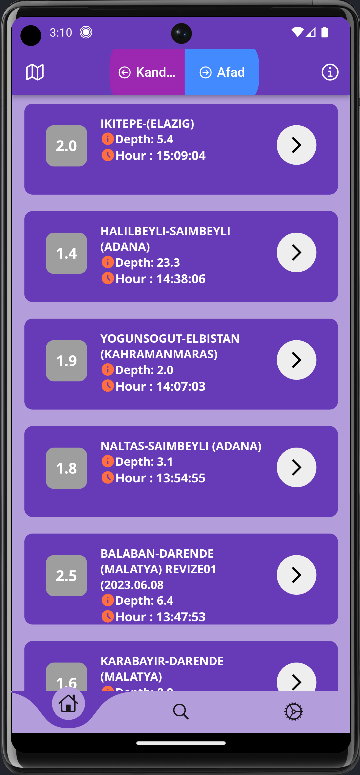 3:10
Kand...
Afad
2.0
IKITEPE-(ELAZIG)
Depth: 5.4
Hour : 15:09:04
1.4
HALILBEYLI-SAIMBEYLI
(ADANA)
Depth: 23.3
Hour : 14:38:06
1.9
YOGUNSOGUT-ELBISTAN
(KAHRAMANMARAS)
Depth: 2.0
Hour : 14:07:03
1.8
NALTAS-SAIMBEYLI (ADANA)
Depth: 3.1
Hour : 13:54:55
2.5
BALABAN-DARENDE
(MALATYA) REVIZE01
(2023.06.08
Depth: 6.4
Hour : 13:47:53
1.6
KARABAYIR-DARENDE
(MALATYA)